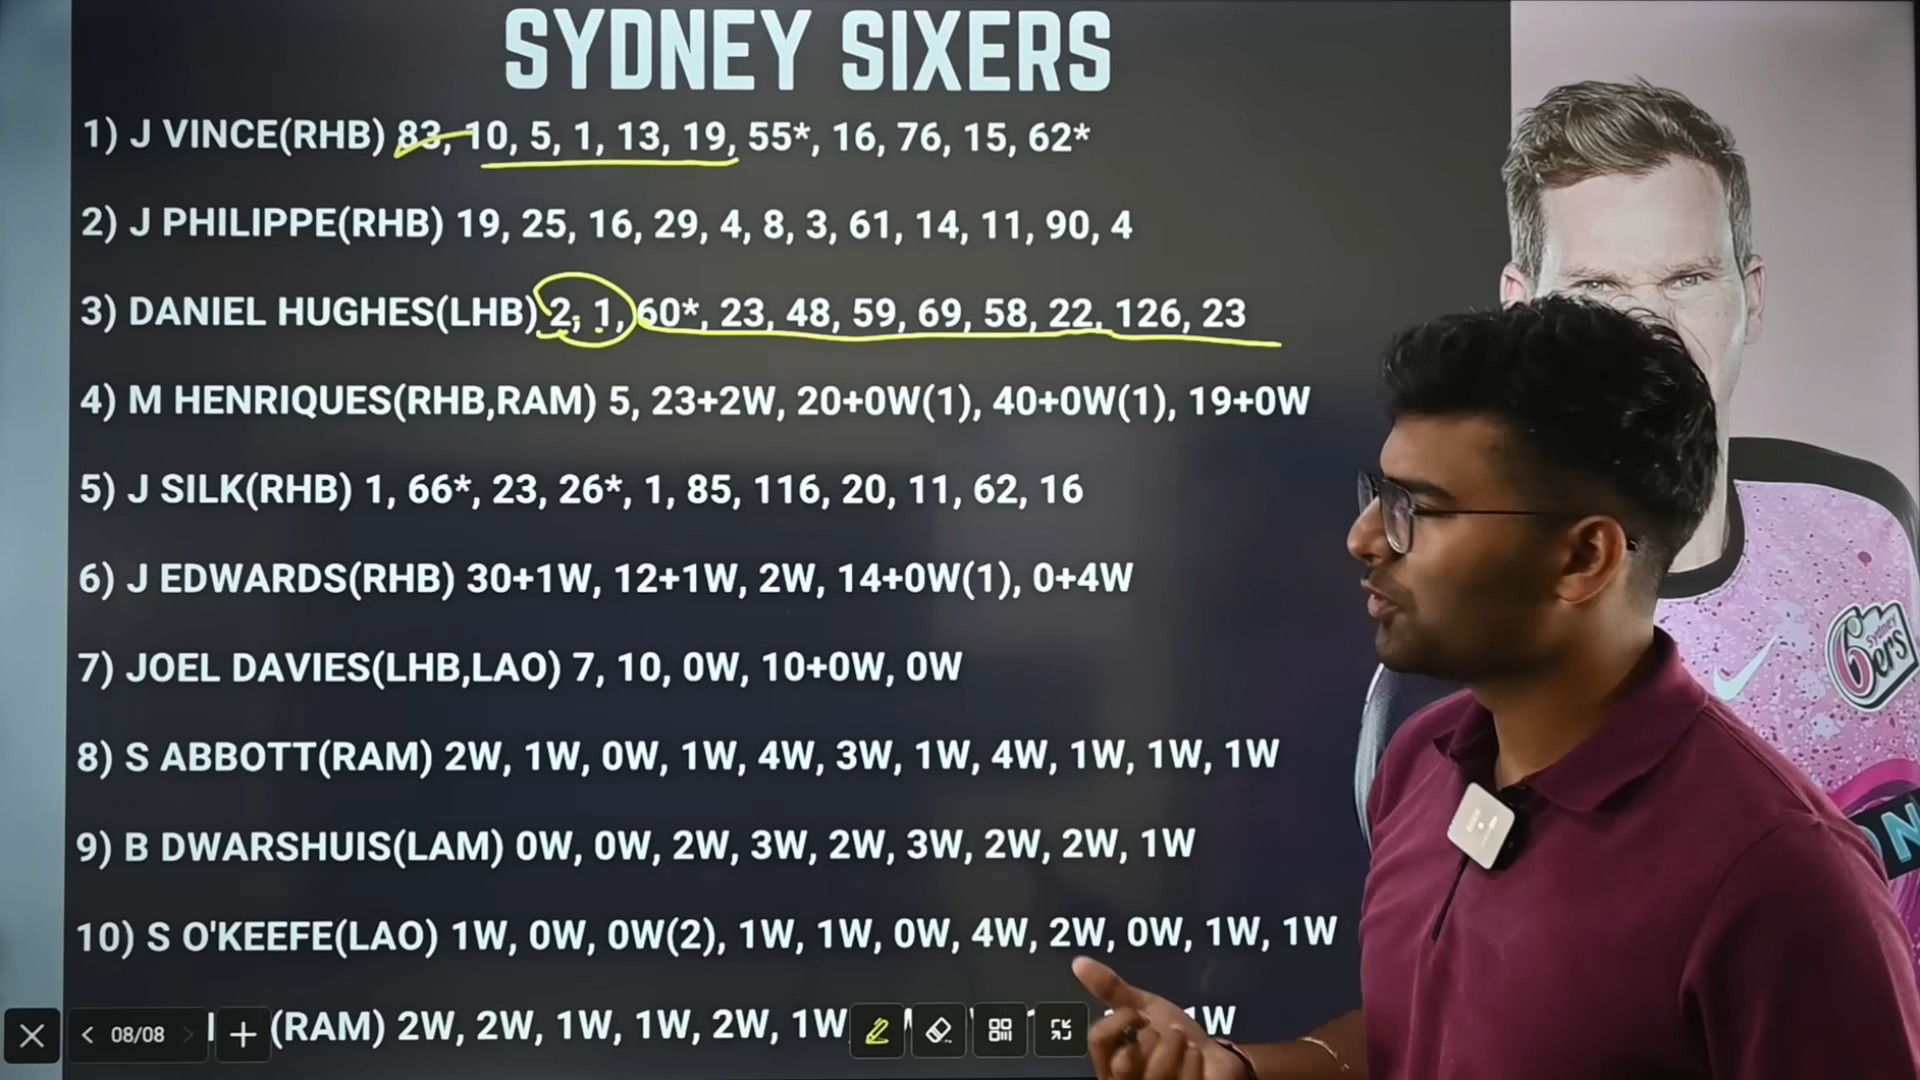 SYDNEY SIXERS
1) J VINCE(RHB) 83, 10, 5, 1, 13, 19, 55*, 16, 76, 15, 62*
2) J PHILIPPE(RHB) 19, 25, 16, 29, 4, 8, 3, 61, 14, 11, 90, 4
3) DANIEL HUGHES(LHB) 2, 1, 60*, 23, 48, 59, 69, 58, 22, 126, 23
4) M HENRIQUES(RHB,RAM) 5, 23+2W, 20+0W(1), 40+0W(1), 19+0W
5) J SILK(RHB) 1, 66*, 23, 26*, 1, 85, 116, 20, 11, 62, 16
6) J EDWARDS(RHB) 30+1W, 12+1W, 2W, 14+0W(1), 0+4W
7) JOEL DAVIES(LHB,LAO) 7, 10, 0W, 10+0W, 0W
8) S ABBOTT(RAM) 2W, 1W, 0W, 1W, 4W, 3W, 1W, 4W, 1W, 1W, 1W
9) B DWARSHUIS(LAM) 0W, 0W, 2W, 3W, 2W, 3W, 2W, 2W, 1W
10) S O'KEEFE(LAO) 1W, 0W, 0W(2), 1W, 1W, 0W, 4W, 2W, 0W, 1W, 1W
(RAM) 2W, 2W, 1W, 1W, 2W, 1W 1W
08/08
Sydney 6ers